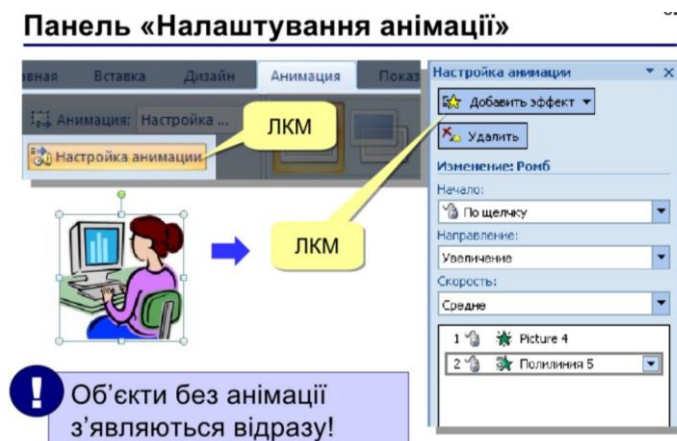 Панель «Налаштування анімації»
авная Вставка Дизайн Анимация Показ
Анимация: Настройка ...
ЛКМ
Настройка анимации
ЛКМ
Настройка анимации
Добавить эффект
Удалить
Изменение: Ромб
Начало:
По щелчку
Направление:
Увеличение
Скорость:
Средне
1 Picture 4
2 Полилиния 5
! Об’єкти без анімації
з’являються відразу!